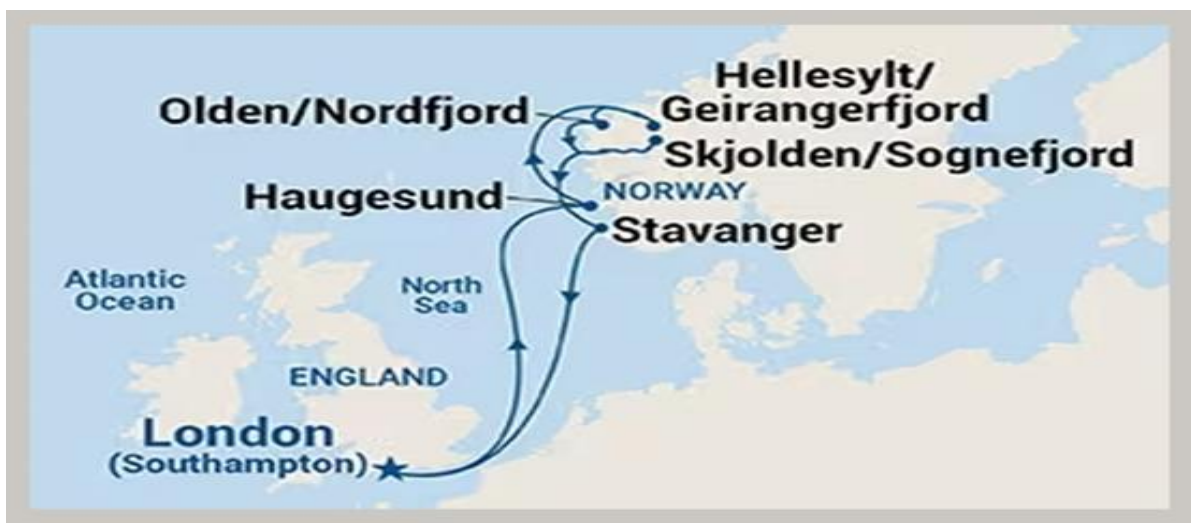 Hellesylt/
Geirangerfjord
Olden/Nordfjord
Skjolden/Sognefjord
Haugesund
NORWAY
Stavanger
Atlantic
Ocean
North
Sea
ENGLAND
London
(Southampton)